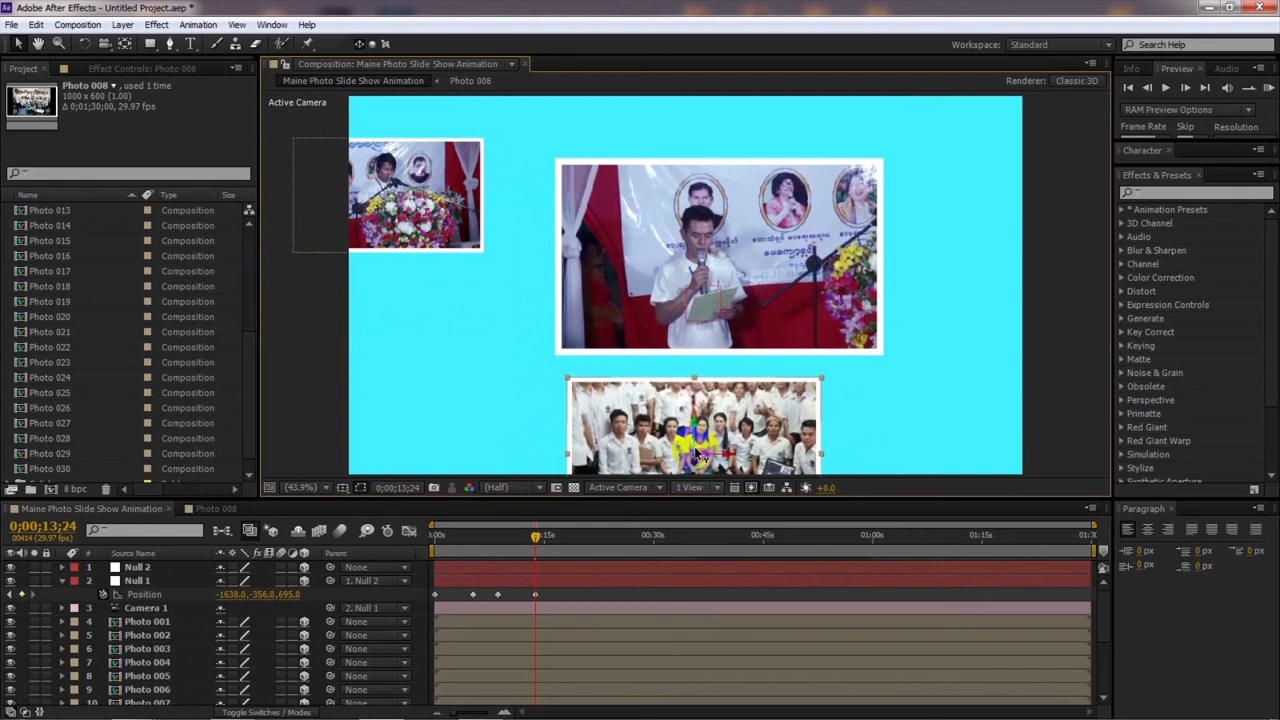 Adobe After Effects - Untitled Project.aep *
File Edit Composition Layer Effect Animation View Window Help
Workspace: Standard Search Help
Project Effect Controls: Photo 008
Composition: Maine Photo Slide Show Animation
Info Preview Audio
Photo 008 , used 1 time
1000 x 600 (1.00)
Δ 0;01;30;00, 29.97 fps
Maine Photo Slide Show Animation Photo 008
Renderer: Classic 3D
Active Camera
RAM Preview Options
Frame Rate Skip Resolution
Character
Effects & Presets
Name Type Size
Photo 013 Composition
Photo 014 Composition
Photo 015 Composition
Photo 016 Composition
Photo 017 Composition
Photo 018 Composition
Photo 019 Composition
Photo 020 Composition
Photo 021 Composition
Photo 022 Composition
Photo 023 Composition
Photo 024 Composition
Photo 025 Composition
Photo 026 Composition
Photo 027 Composition
Photo 028 Composition
Photo 029 Composition
Photo 030 Composition
8 bpc
* Animation Presets
3D Channel
Audio
Blur & Sharpen
Channel
Color Correction
Distort
Expression Controls
Generate
Key Correct
Keying
Matte
Noise & Grain
Obsolete
Perspective
Primatte
Red Giant
Red Giant Warp
Simulation
Stylize
Synthetic Aperture
(43.9%) 0;00;13;24 (Half) Active Camera 1 View +0.0
Maine Photo Slide Show Animation Photo 008
0;00;13;24
00414 (29.97 fps)
:00s :15s 00:30s 00:45s 01:00s 01:15s 01:30
# Source Name Parent
1 Null 2 None
2 Null 1 1. Null 2
Position -1638.0,-356.0,695.0
3 Camera 1 2. Null 1
4 Photo 001 None
5 Photo 002 None
6 Photo 003 None
7 Photo 004 None
8 Photo 005 None
9 Photo 006 None
10 Photo 007 None
Toggle Switches / Modes
Paragraph
0 px 0 px 0 px
0 px 0 px